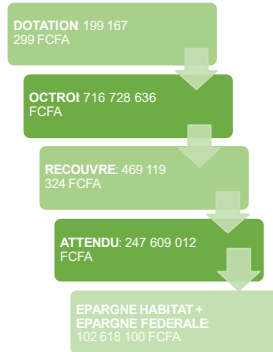 DOTATION: 199 167
299 FCFA
OCTROI: 716 728 636
FCFA
RECOUVRE: 469 119
324 FCFA
ATTENDU: 247 609 012
FCFA
EPARGNE HABITAT +
EPARGNE FEDERALE:
102 618 100 FCFA